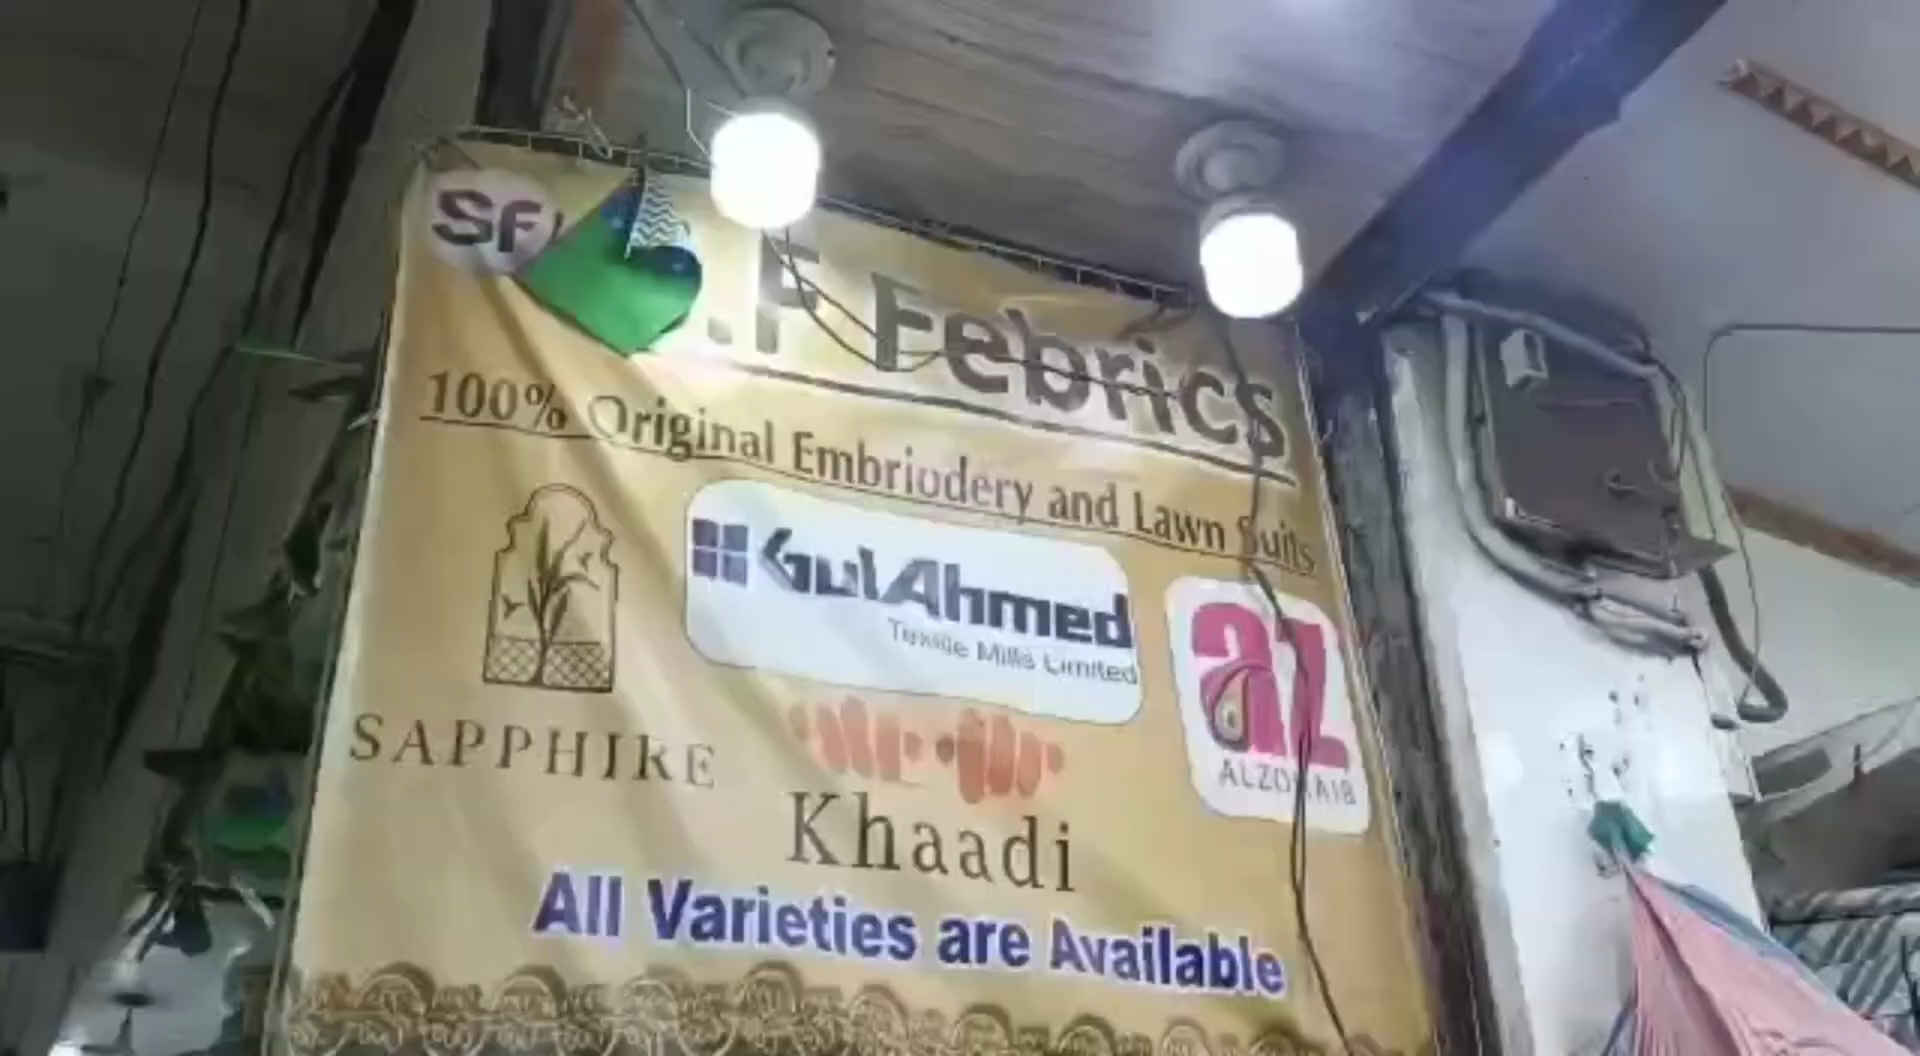 SF
.F Febrics
100% Original Embriodery and Lawn Suits
GulAhmed
Textile Mills Limited
az
ALZOHAIB
SAPPHIRE
Khaadi
All Varieties are Available